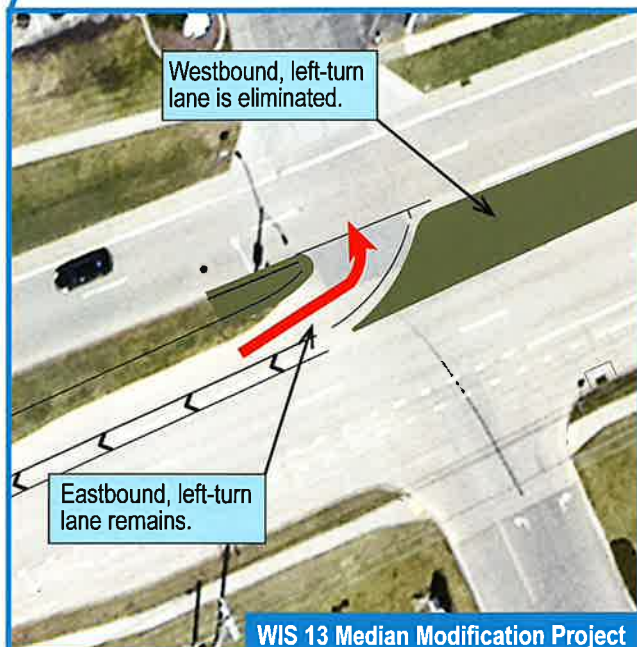 Westbound, left-turn
lane is eliminated.
Eastbound, left-turn
lane remains.
WIS 13 Median Modification Project